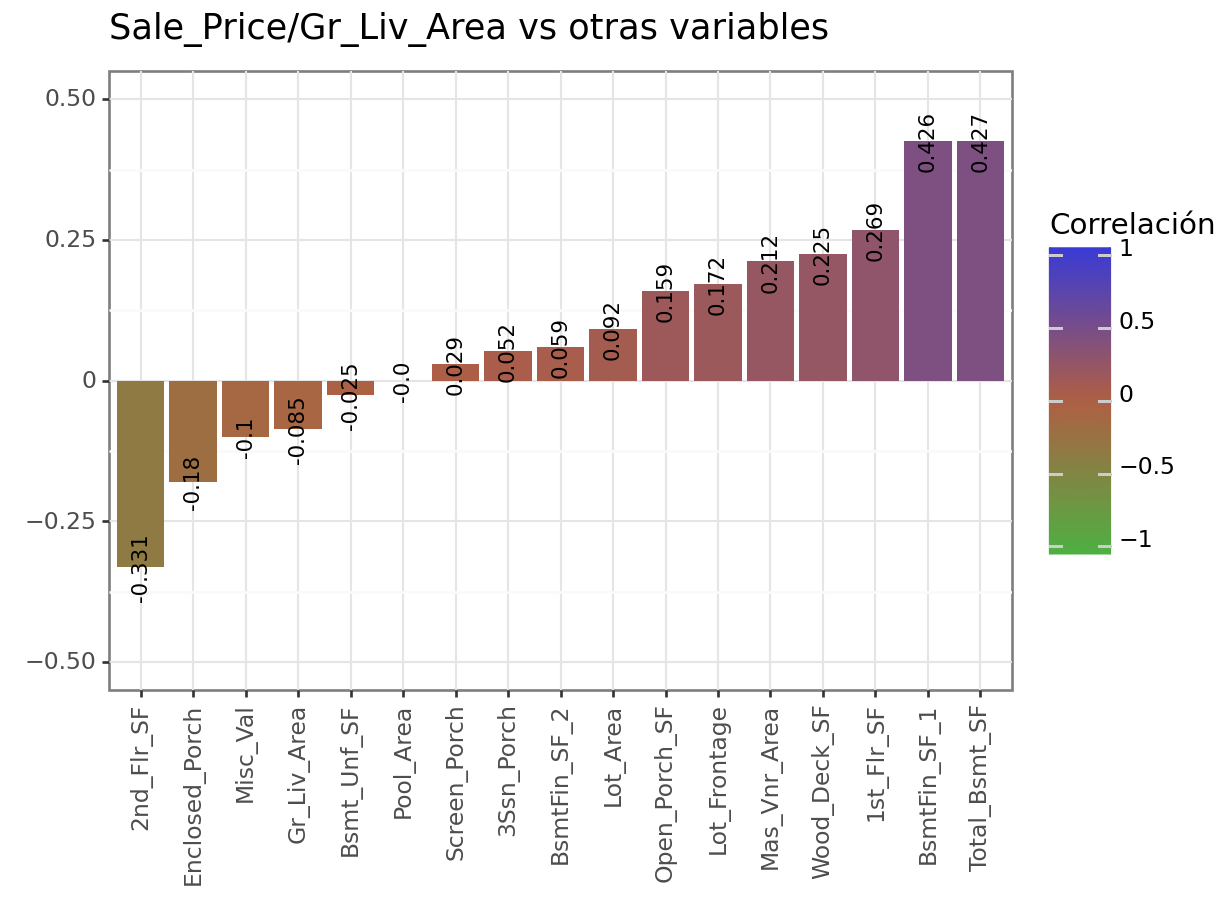 Sale_Price/Gr_Liv_Area vs otras variables
0.50
0.25
0
−0.25
−0.50
-0.331
-0.18
-0.1
-0.085
-0.025
-0.0
0.029
0.052
0.059
0.092
0.159
0.172
0.212
0.225
0.269
0.426
0.427
2nd_Flr_SF
Enclosed_Porch
Misc_Val
Gr_Liv_Area
Bsmt_Unf_SF
Pool_Area
Screen_Porch
3Ssn_Porch
BsmtFin_SF_2
Lot_Area
Open_Porch_SF
Lot_Frontage
Mas_Vnr_Area
Wood_Deck_SF
1st_Flr_SF
BsmtFin_SF_1
Total_Bsmt_SF
Correlación
1
0.5
0
−0.5
−1